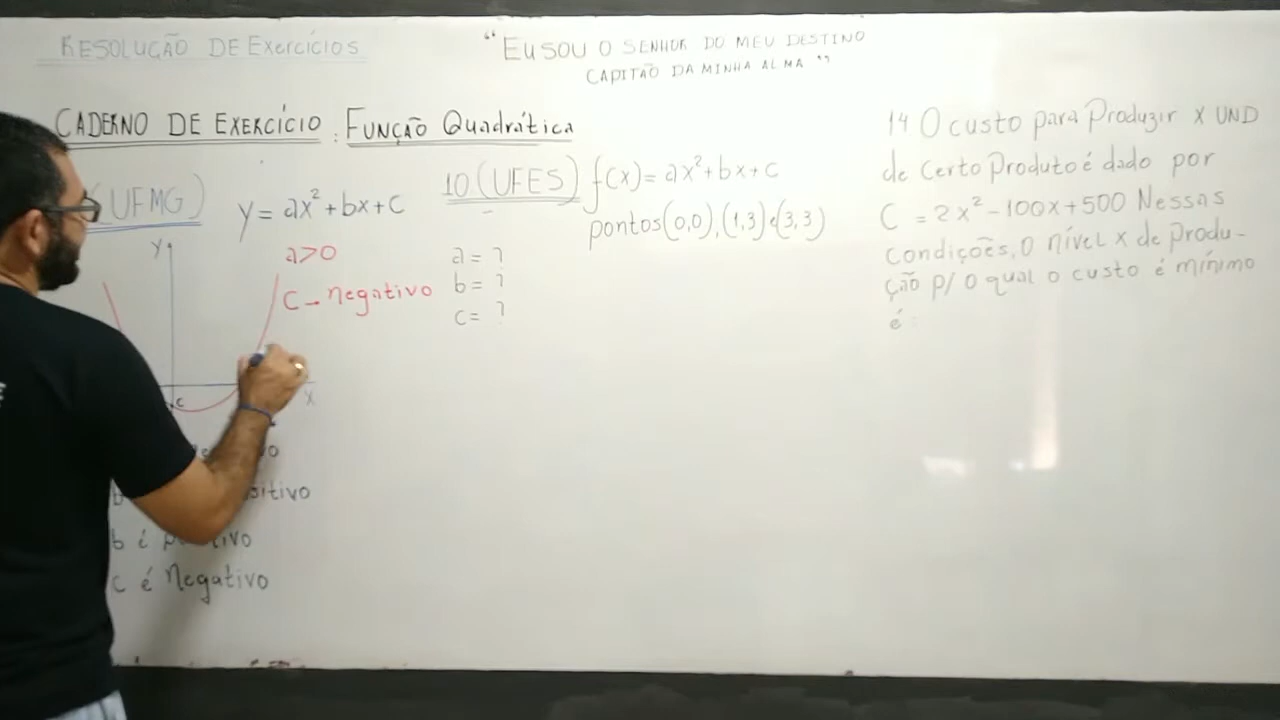 RESOLUÇÃO DE EXERCÍCIOS
"EU SOU O SENHOR DO MEU DESTINO
CAPITÃO DA MINHA ALMA"
CADERNO DE EXERCÍCIO: FUNÇÃO Quadrática
(UFMG)
y = ax² + bx + c
a>0
C - negativo
y
x
c
b é positivo
c é negativo
10 (UFES) f(x) = ax² + bx + c
pontos (0,0), (1,3) e (3,3)
a = ?
b = ?
c = ?
14 O custo para Produzir x UND
de certo Produto é dado por
C = 2x² - 100x + 500 Nessas
condições, O nível x de produ-
ção p/ o qual o custo é mínimo
é